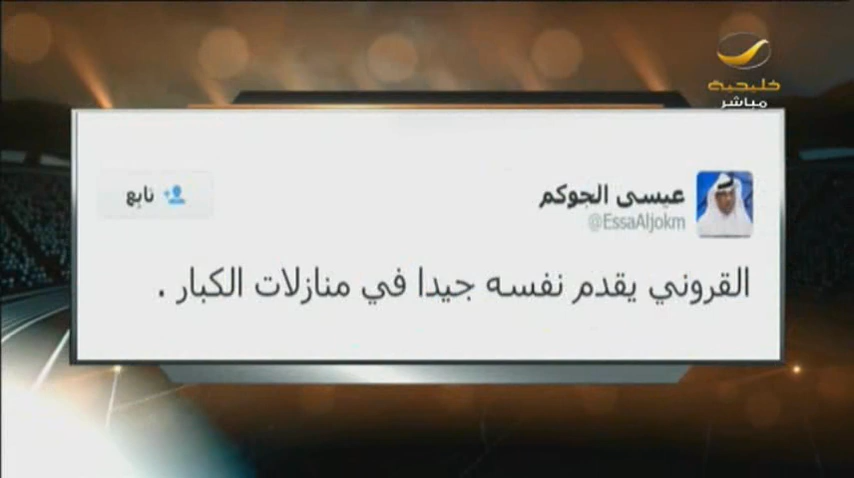 خليجية
مباشر
عيسى الجوكم
@EssaAljokm
تابع
القروني يقدم نفسه جيدا في منازلات الكبار .